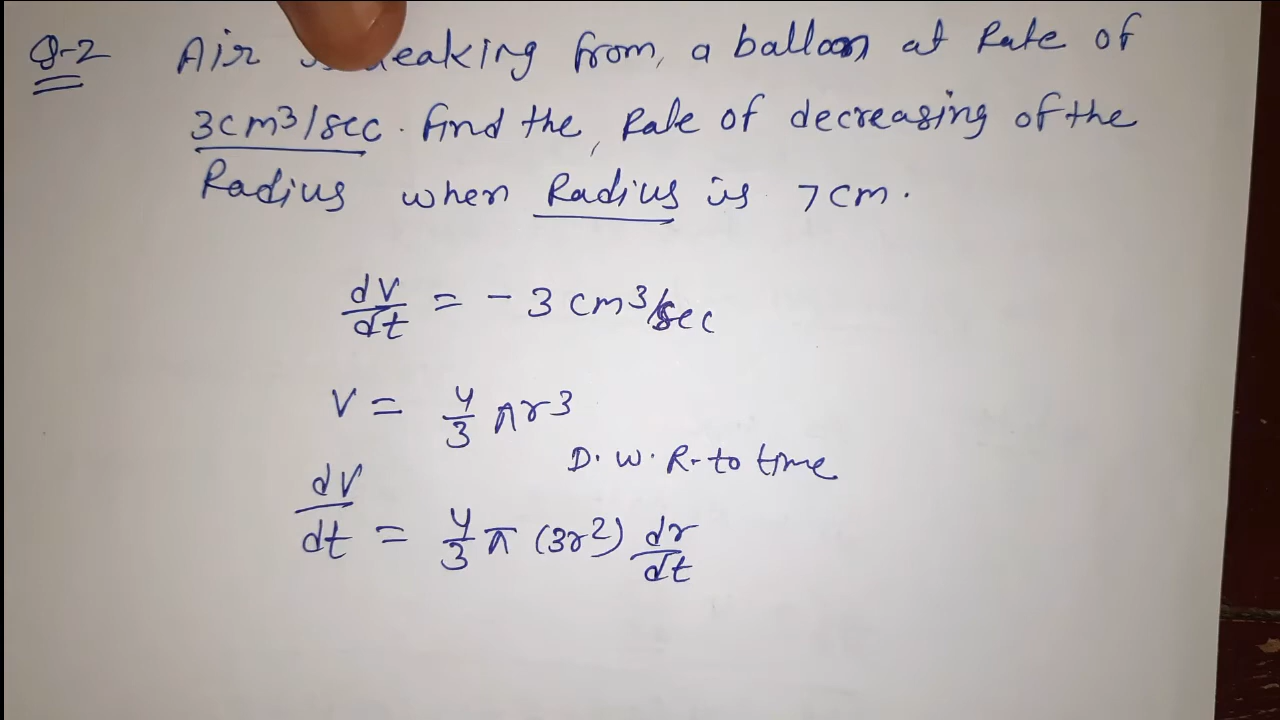 Q-2 Air leaking from, a balloon at Rate of
3cm3/sec. find the, Rate of decreasing of the
Radius when Radius is 7cm.
dV/dt = - 3 cm3/sec
V = 4/3 πr3
D. W. R. to time
dV/dt = 4/3 π (3r2) dr/dt